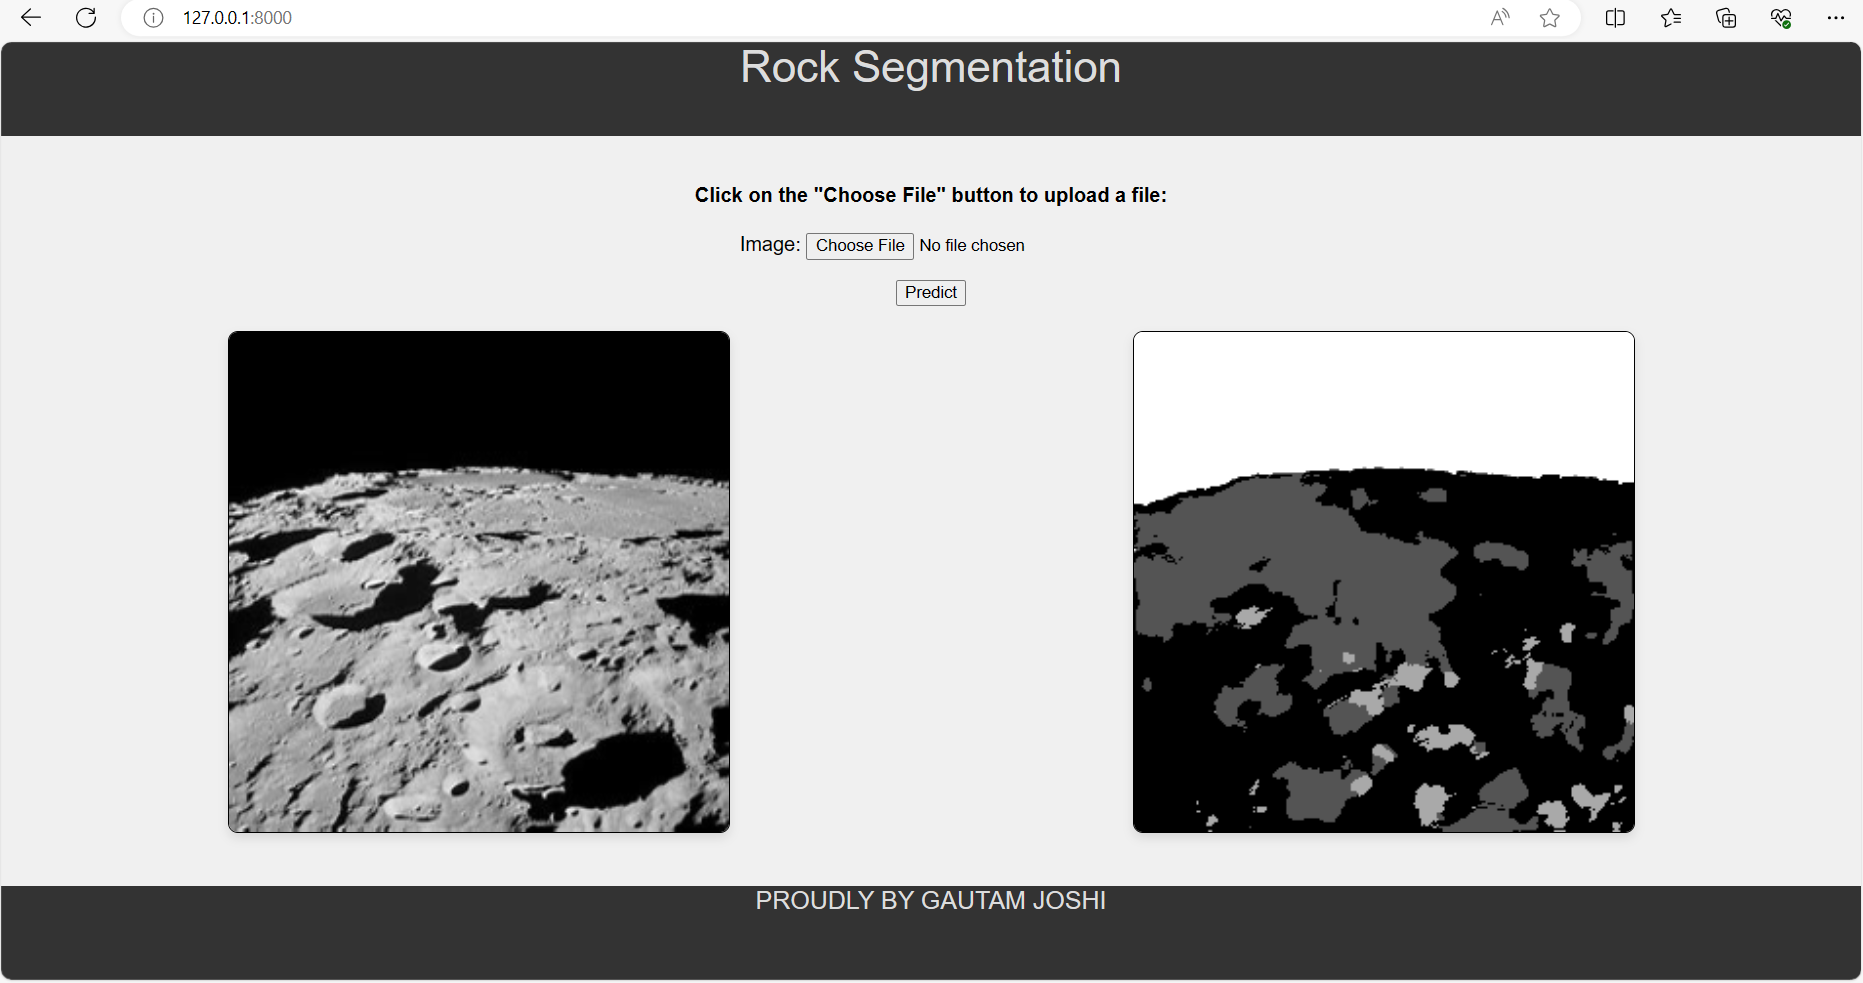 127.0.0.1:8000
Rock Segmentation
Click on the "Choose File" button to upload a file:
Image: Choose File No file chosen
Predict
PROUDLY BY GAUTAM JOSHI